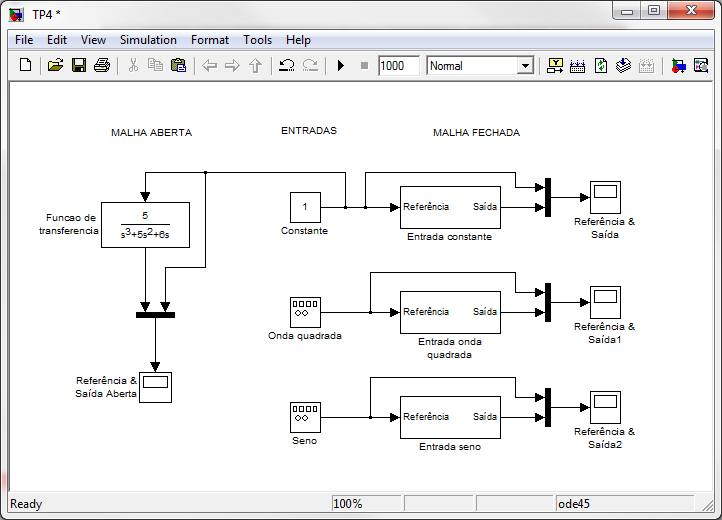 TP4 *
File Edit View Simulation Format Tools Help
1000 Normal
MALHA ABERTA
ENTRADAS
MALHA FECHADA
Funcao de
transferencia
5
s3+5s2+6s
1
Constante
Referência Saída
Entrada constante
Referência &
Saída
Onda quadrada
Referência Saída
Entrada onda
quadrada
Referência &
Saída1
Referência &
Saída Aberta
Seno
Referência Saída
Entrada seno
Referência &
Saída2
Ready 100% ode45